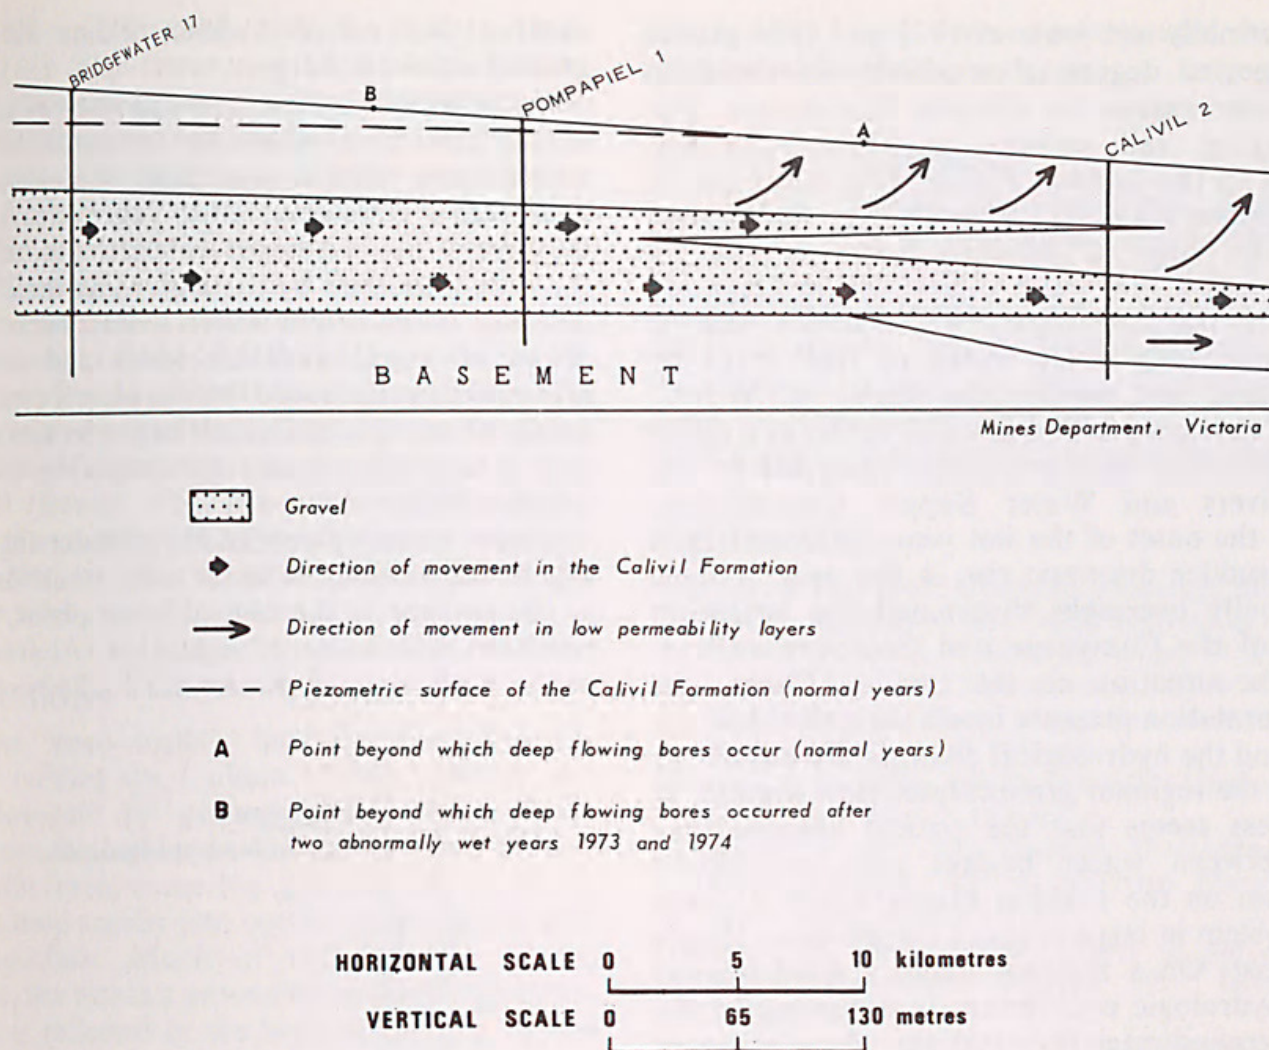 BRIDGEWATER 17
B
POMPAPIEL 1
A
CALIVIL 2
BASEMENT
Mines Department, Victoria
Gravel
Direction of movement in the Calivil Formation
Direction of movement in low permeability layers
Piezometric surface of the Calivil Formation (normal years)
A Point beyond which deep flowing bores occur (normal years)
B Point beyond which deep flowing bores occurred after
two abnormally wet years 1973 and 1974
HORIZONTAL SCALE 0 5 10 kilometres
VERTICAL SCALE 0 65 130 metres